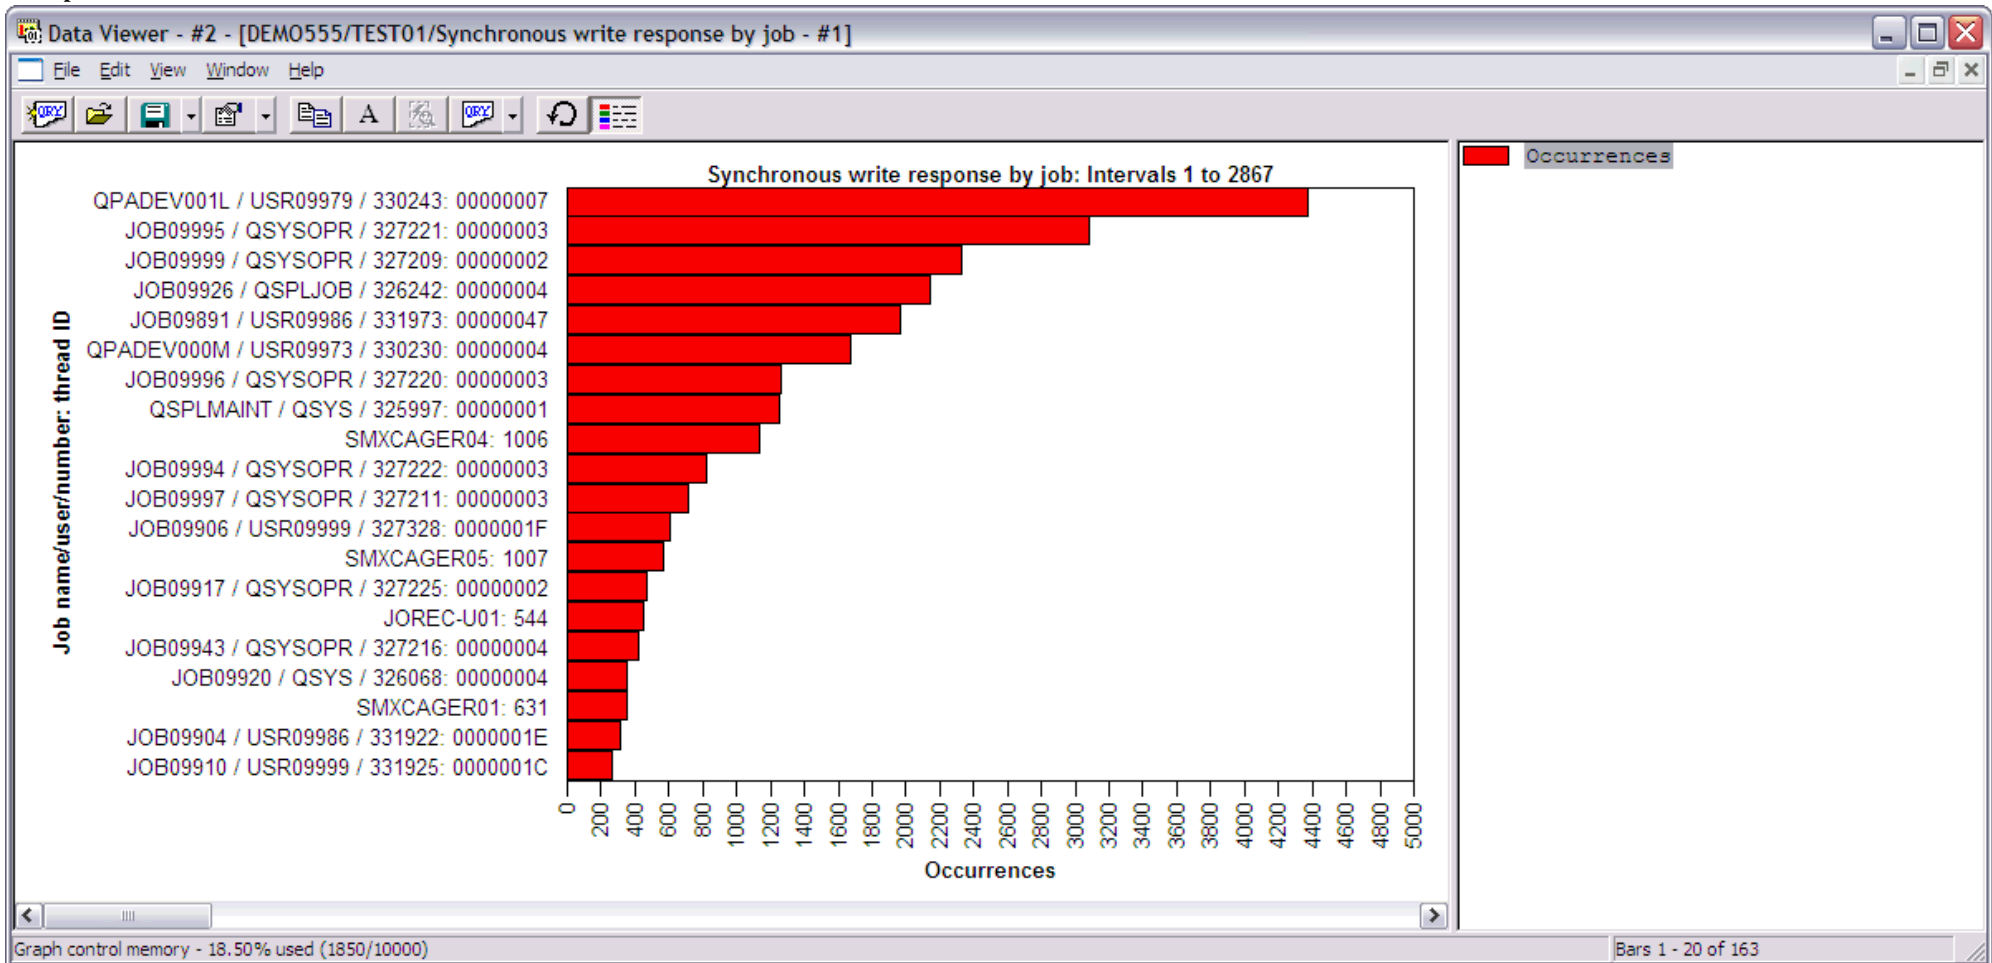 Data Viewer - #2 - [DEMO555/TEST01/Synchronous write response by job - #1]
File Edit View Window Help
QRY A QRY
Synchronous write response by job: Intervals 1 to 2867
Occurrences
Job name/user/number: thread ID
QPADEV001L / USR09979 / 330243: 00000007
JOB09995 / QSYSOPR / 327221: 00000003
JOB09999 / QSYSOPR / 327209: 00000002
JOB09926 / QSPLJOB / 326242: 00000004
JOB09891 / USR09986 / 331973: 00000047
QPADEV000M / USR09973 / 330230: 00000004
JOB09996 / QSYSOPR / 327220: 00000003
QSPLMAINT / QSYS / 325997: 00000001
SMXCAGER04: 1006
JOB09994 / QSYSOPR / 327222: 00000003
JOB09997 / QSYSOPR / 327211: 00000003
JOB09906 / USR09999 / 327328: 0000001F
SMXCAGER05: 1007
JOB09917 / QSYSOPR / 327225: 00000002
JOREC-U01: 544
JOB09943 / QSYSOPR / 327216: 00000004
JOB09920 / QSYS / 326068: 00000004
SMXCAGER01: 631
JOB09904 / USR09986 / 331922: 0000001E
JOB09910 / USR09999 / 331925: 0000001C
0 200 400 600 800 1000 1200 1400 1600 1800 2000 2200 2400 2600 2800 3000 3200 3400 3600 3800 4000 4200 4400 4600 4800 5000
Occurrences
Graph control memory - 18.50% used (1850/10000)
Bars 1 - 20 of 163